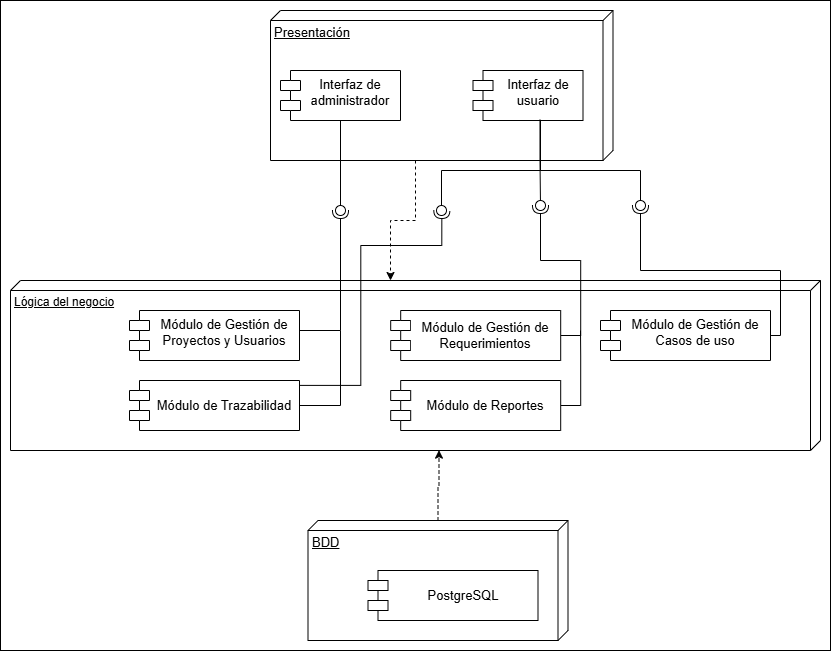 Presentación
Interfaz de
administrador
Interfaz de
usuario
Lógica del negocio
Módulo de Gestión de
Proyectos y Usuarios
Módulo de Gestión de
Requerimientos
Módulo de Gestión de
Casos de uso
Módulo de Trazabilidad
Módulo de Reportes
BDD
PostgreSQL